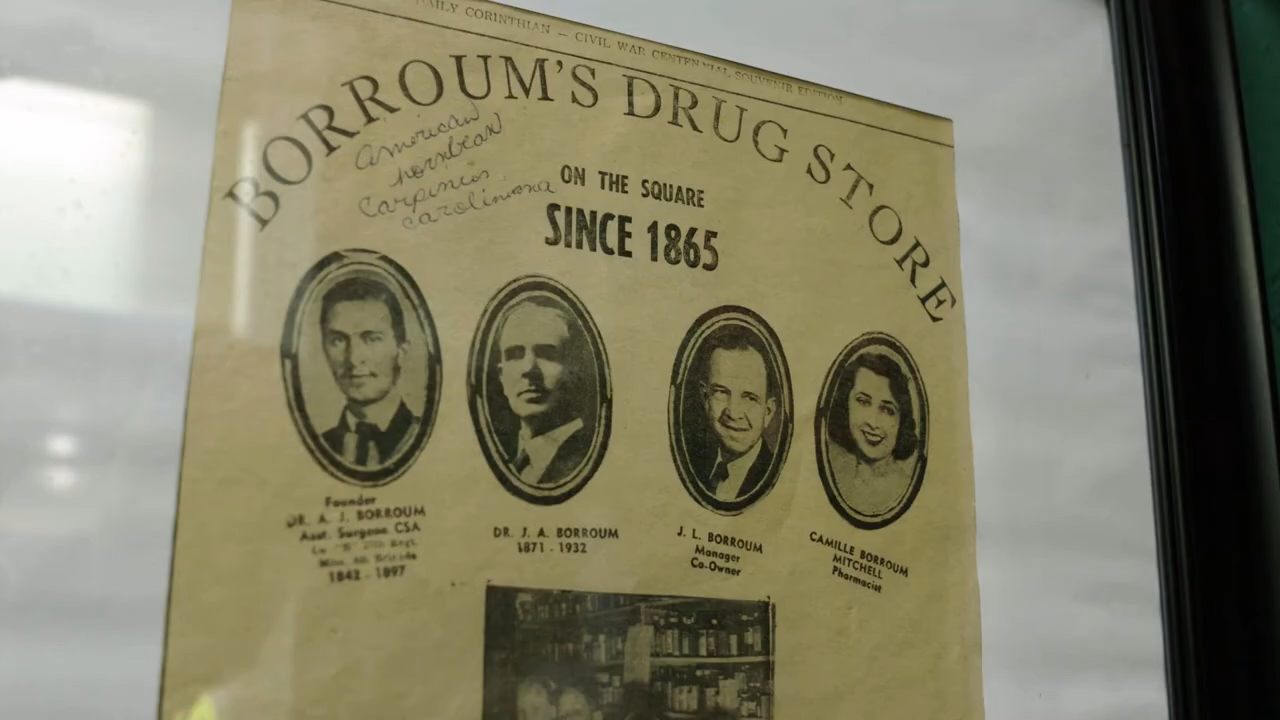 DAILY CORINTHIAN — CIVIL WAR CENTENNIAL SOUVENIR EDITION
BORROUM'S DRUG STORE
American
hornbean
Carpinus
caroliniana
ON THE SQUARE
SINCE 1865
Founder
DR. A. J. BORROUM
Asst. Surgeon CSA
1842 - 1897
DR. J. A. BORROUM
1871 - 1932
J. L. BORROUM
Manager
Co-Owner
CAMILLE BORROUM
MITCHELL
Pharmacist